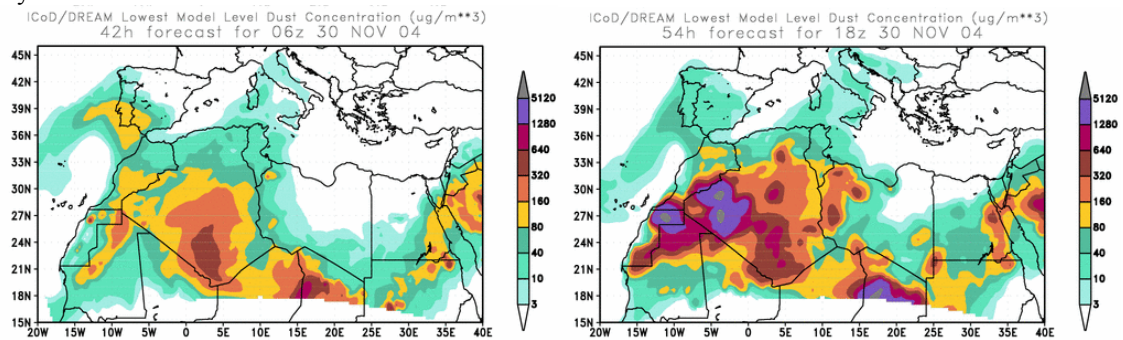 ICoD/DREAM Lowest Model Level Dust Concentration (ug/m**3)
42h forecast for 06z 30 NOV 04
45N
42N
39N
36N
33N
30N
27N
24N
21N
18N
15N
20W 15W 10W 5W 0 5E 10E 15E 20E 25E 30E 35E 40E
5120
1280
640
320
160
80
40
10
3
ICoD/DREAM Lowest Model Level Dust Concentration (ug/m**3)
54h forecast for 18z 30 NOV 04
45N
42N
39N
36N
33N
30N
27N
24N
21N
18N
15N
20W 15W 10W 5W 0 5E 10E 15E 20E 25E 30E 35E 40E
5120
1280
640
320
160
80
40
10
3